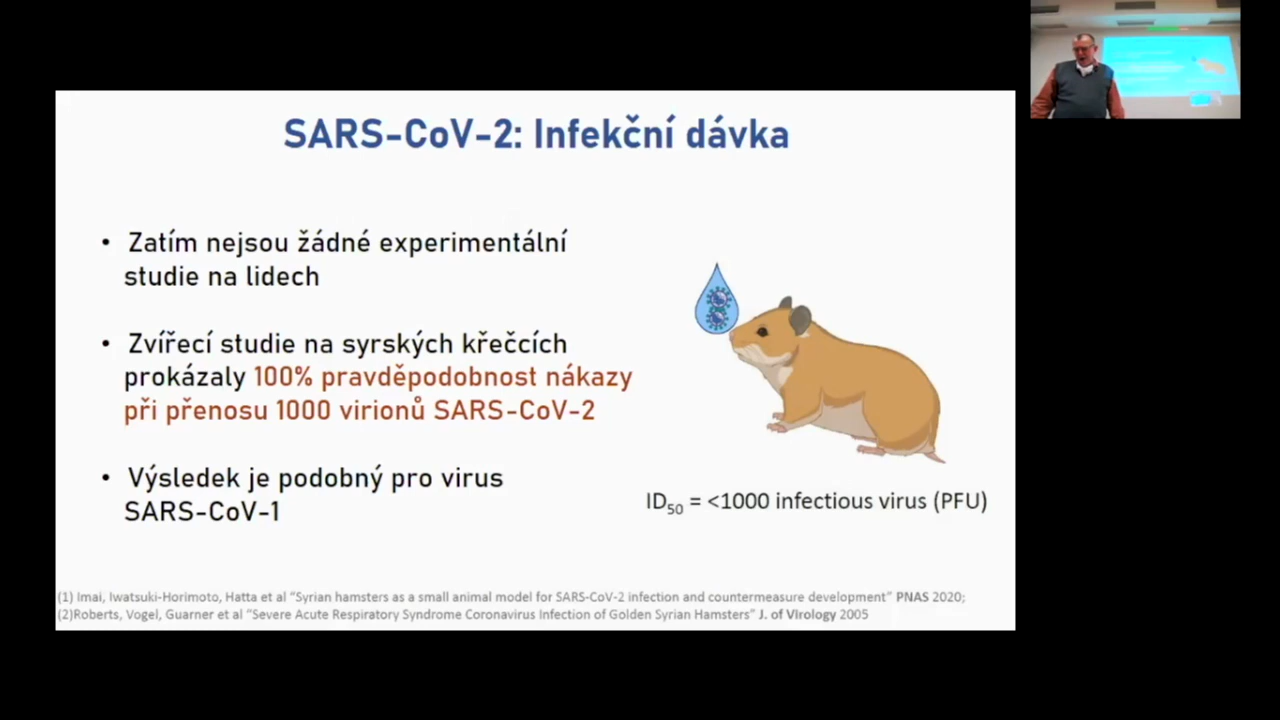 SARS-CoV-2: Infekční dávka
• Zatím nejsou žádné experimentální
studie na lidech
• Zvířecí studie na syrských křečcích
prokázaly 100% pravděpodobnost nákazy
při přenosu 1000 virionů SARS-CoV-2
• Výsledek je podobný pro virus
SARS-CoV-1
ID50 = <1000 infectious virus (PFU)
(1) Imai, Iwatsuki-Horimoto, Hatta et al “Syrian hamsters as a small animal model for SARS-CoV-2 infection and countermeasure development” PNAS 2020;
(2)Roberts, Vogel, Guarner et al “Severe Acute Respiratory Syndrome Coronavirus Infection of Golden Syrian Hamsters” J. of Virology 2005